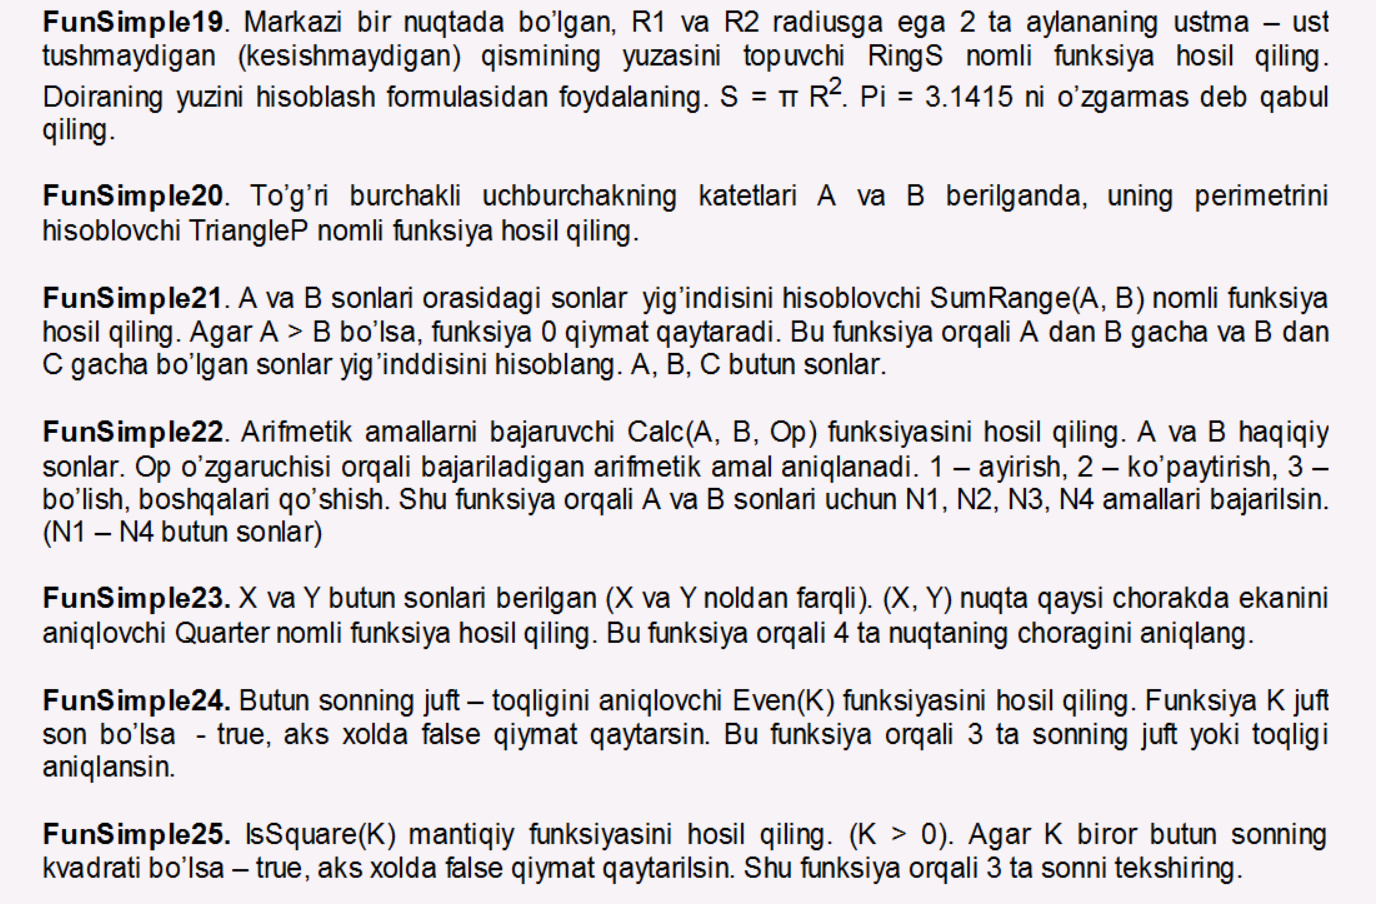 FunSimple19. Markazi bir nuqtada bo’lgan, R1 va R2 radiusga ega 2 ta aylananing ustma – ust
tushmaydigan (kesishmaydigan) qismining yuzasini topuvchi RingS nomli funksiya hosil qiling.
Doiraning yuzini hisoblash formulasidan foydalaning. S = π R². Pi = 3.1415 ni o’zgarmas deb qabul
qiling.
FunSimple20. To’g’ri burchakli uchburchakning katetlari A va B berilganda, uning perimetrini
hisoblovchi TriangleP nomli funksiya hosil qiling.
FunSimple21. A va B sonlari orasidagi sonlar yig’indisini hisoblovchi SumRange(A, B) nomli funksiya
hosil qiling. Agar A > B bo’lsa, funksiya 0 qiymat qaytaradi. Bu funksiya orqali A dan B gacha va B dan
C gacha bo’lgan sonlar yig’inddisini hisoblang. A, B, C butun sonlar.
FunSimple22. Arifmetik amallarni bajaruvchi Calc(A, B, Op) funksiyasini hosil qiling. A va B haqiqiy
sonlar. Op o’zgaruchisi orqali bajariladigan arifmetik amal aniqlanadi. 1 – ayirish, 2 – ko’paytirish, 3 –
bo’lish, boshqalari qo’shish. Shu funksiya orqali A va B sonlari uchun N1, N2, N3, N4 amallari bajarilsin.
(N1 – N4 butun sonlar)
FunSimple23. X va Y butun sonlari berilgan (X va Y noldan farqli). (X, Y) nuqta qaysi chorakda ekanini
aniqlovchi Quarter nomli funksiya hosil qiling. Bu funksiya orqali 4 ta nuqtaning choragini aniqlang.
FunSimple24. Butun sonning juft – toqligini aniqlovchi Even(K) funksiyasini hosil qiling. Funksiya K juft
son bo’lsa - true, aks xolda false qiymat qaytarsin. Bu funksiya orqali 3 ta sonning juft yoki toqligi
aniqlansin.
FunSimple25. IsSquare(K) mantiqiy funksiyasini hosil qiling. (K > 0). Agar K biror butun sonning
kvadrati bo’lsa – true, aks xolda false qiymat qaytarilsin. Shu funksiya orqali 3 ta sonni tekshiring.